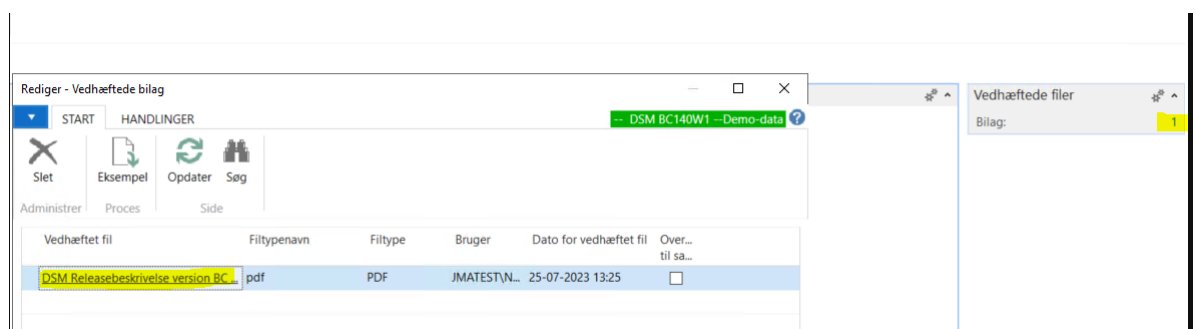 Rediger - Vedhæftede bilag
START HANDLINGER
-- DSM BC140W1 --Demo-data
Slet Eksempel Opdater Søg
Administrer Proces Side
Vedhæftet fil Filtypenavn Filtype Bruger Dato for vedhæftet fil Over...
til sa...
DSM Releasebeskrivelse version BC ... pdf PDF JMATEST\N... 25-07-2023 13:25
Vedhæftede filer
Bilag: 1